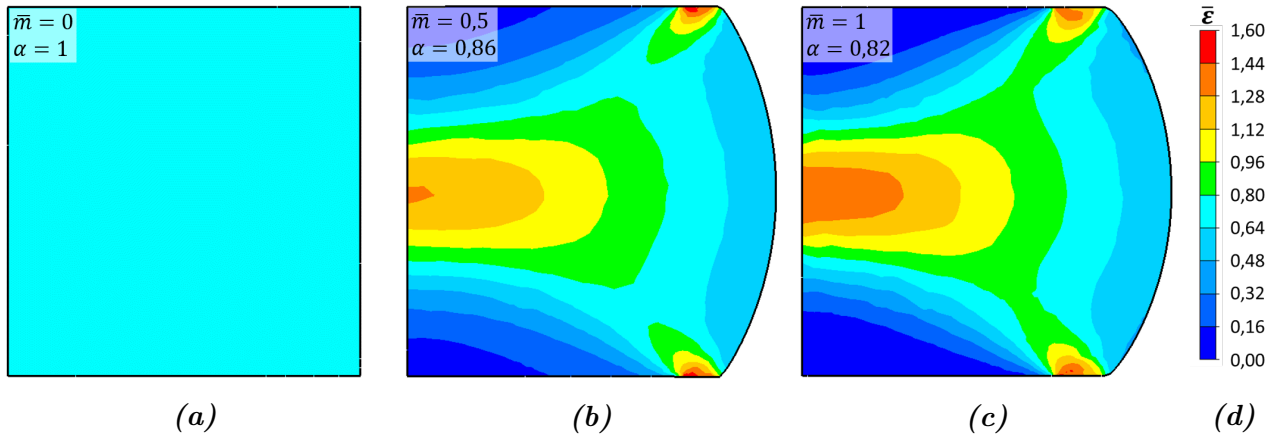 m̅ = 0
α = 1
m̅ = 0,5
α = 0,86
m̅ = 1
α = 0,82
ε̅
1,60
1,44
1,28
1,12
0,96
0,80
0,64
0,48
0,32
0,16
0,00
(a)
(b)
(c)
(d)